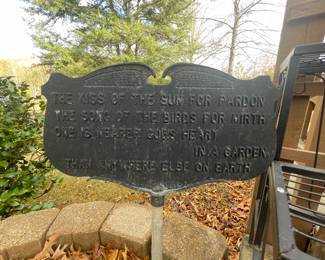 THE KISS OF THE SUN FOR PARDON
THE SONG OF THE BIRDS FOR MIRTH
ONE IS NEARER GOD'S HEART
IN A GARDEN
THAN ANYWHERE ELSE ON EARTH